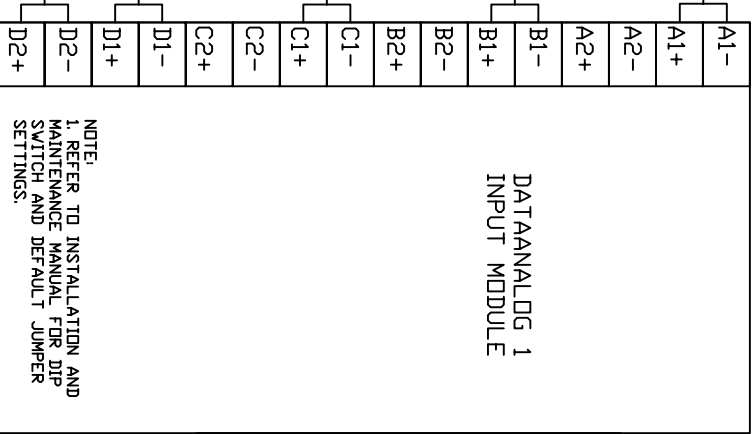 A1-
A1+
A2-
A2+
B1-
B1+
B2-
B2+
C1-
C1+
C2-
C2+
D1-
D1+
D2-
D2+
DATAANALOG 1
INPUT MODULE
NOTE:
1. REFER TO INSTALLATION AND
MAINTENANCE MANUAL FOR DIP
SWITCH AND DEFAULT JUMPER
SETTINGS.